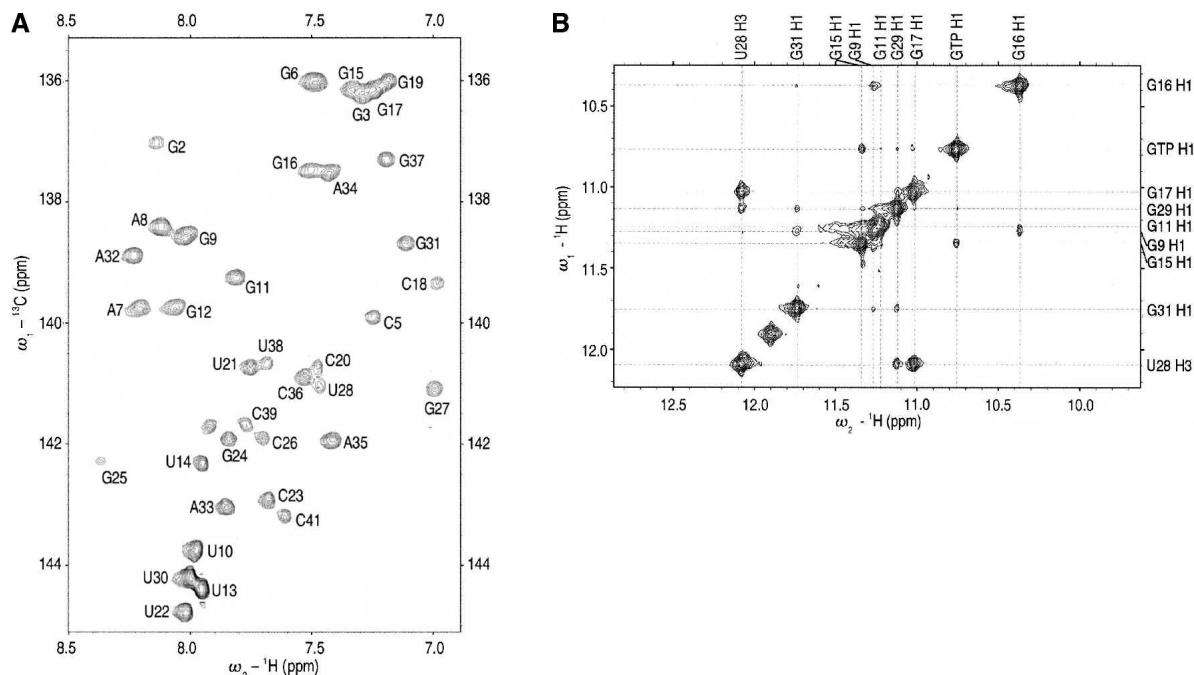 A
8.5 8.0 7.5 7.0
136 136
G6 G15 G19
G17
G3
G2
G16 G37
A34
138 138
A8
G9 G31
A32
G11 C18
A7 G12
140 C5 140
U38
U21 C20
C36 U28
G27
C39
142 C26 142
G24 A35
U14
G25
C23
A33
C41
U10
144 144
U30 U13
U22
8.5 8.0 7.5 7.0
ω₂ - ¹H (ppm)
ω₁ - ¹³C (ppm)
B
U28 H3
G31 H1
G15 H1
G9 H1
G11 H1
G29 H1
G17 H1
GTP H1
G16 H1
10.5
11.0
11.5
12.0
ω₁ - ¹H (ppm)
G16 H1
GTP H1
G17 H1
G29 H1
G11 H1
G9 H1
G15 H1
G31 H1
U28 H3
12.5 12.0 11.5 11.0 10.5 10.0
ω₂ - ¹H (ppm)